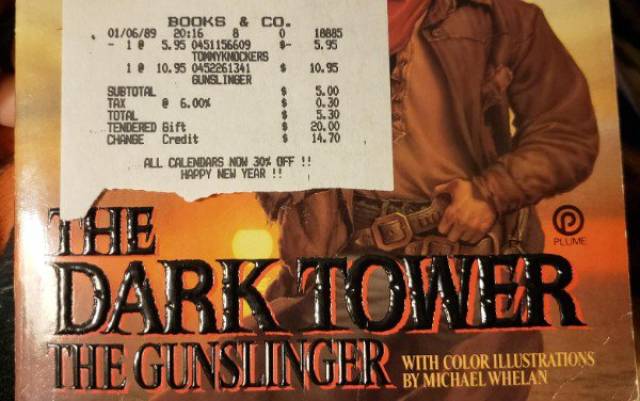 BOOKS & CO.
01/06/89 20:16 8 0 18885
- 1 @ 5.95 0451156609 $- 5.95
TOMMYKNOCKERS
1 @ 10.95 0452261341 $ 10.95
GUNSLINGER
SUBTOTAL $ 5.00
TAX @ 6.00% $ 0.30
TOTAL $ 5.30
TENDERED Gift $ 20.00
CHANGE Credit $ 14.70
ALL CALENDARS NOW 30% OFF !!
HAPPY NEW YEAR !!
PLUME
THE
DARK TOWER
THE GUNSLINGER
WITH COLOR ILLUSTRATIONS
BY MICHAEL WHELAN